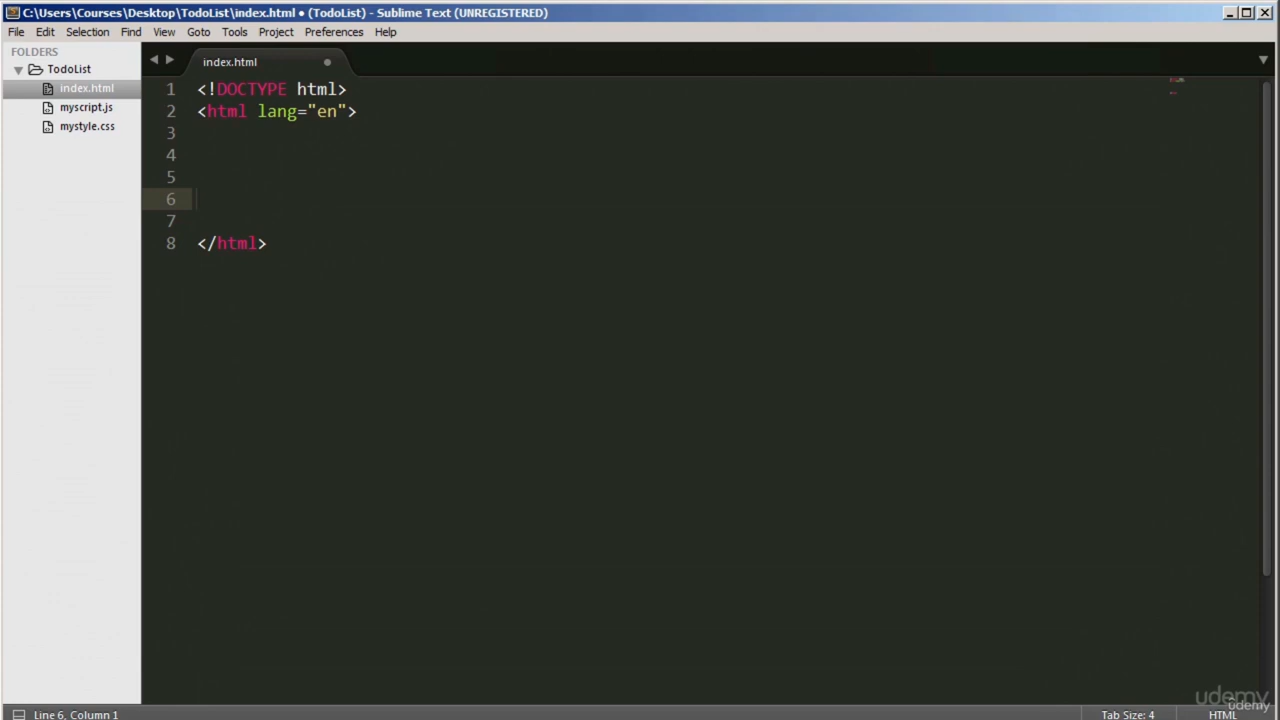 C:\Users\Courses\Desktop\TodoList\index.html • (TodoList) - Sublime Text (UNREGISTERED)
File Edit Selection Find View Goto Tools Project Preferences Help
FOLDERS
TodoList
index.html
myscript.js
mystyle.css
index.html
1 <!DOCTYPE html>
2 <html lang="en">
3
4
5
6
7
8 </html>
udemy
udemy
Line 6, Column 1
Tab Size: 4
HTML